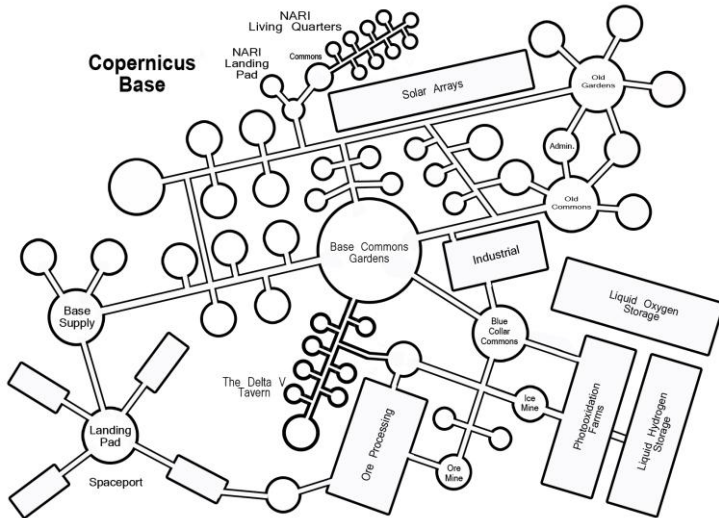 NARI
Living Quarters
NARI
Landing
Pad
Commons
Copernicus
Base
Solar Arrays
Old
Gardens
Admin.
Old
Commons
Base Commons
Gardens
Industrial
Base
Supply
Liquid Oxygen
Storage
Blue
Collar
Commons
The Delta V
Tavern
Ice
Mine
Photooxidation
Farms
Liquid Hydrogen
Storage
Landing
Pad
Ore Processing
Ore
Mine
Spaceport